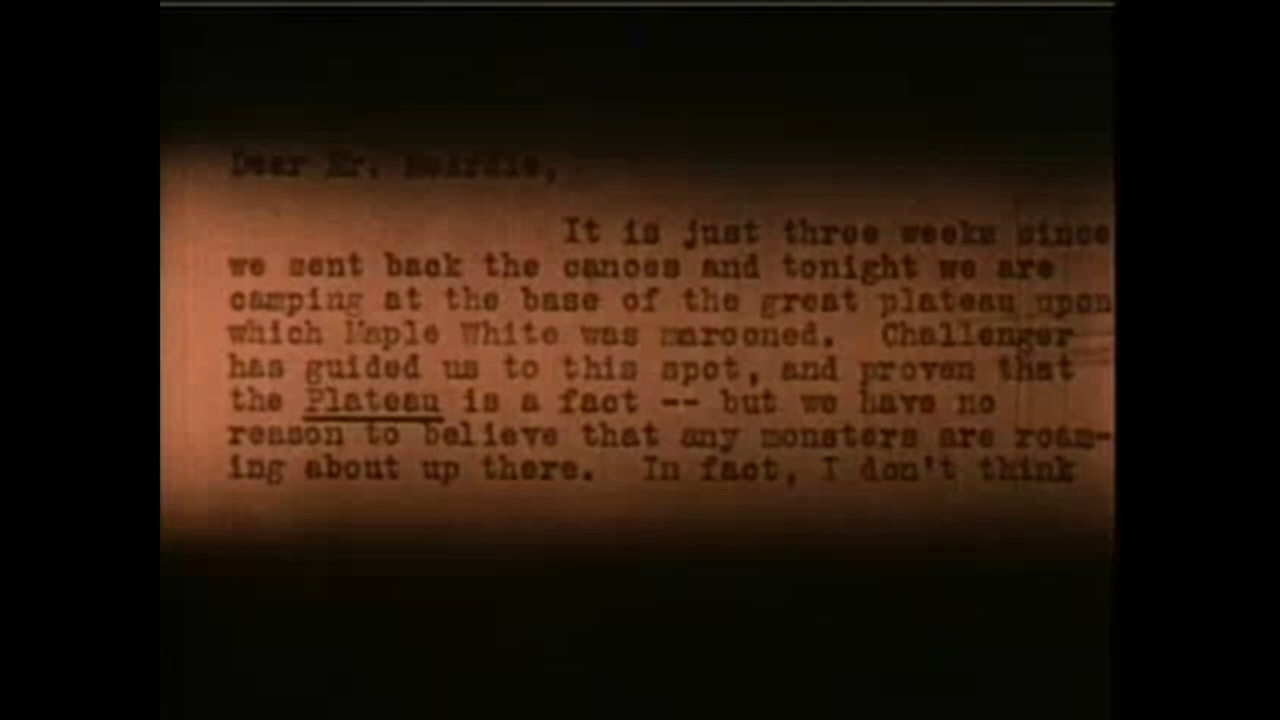 Dear Mr. McArdle,
It is just three weeks since
we sent back the canoes and tonight we are
camping at the base of the great plateau upon
which Maple White was marooned. Challenger
has guided us to this spot, and proven that
the Plateau is a fact -- but we have no
reason to believe that any monsters are roam-
ing about up there. In fact, I don't think